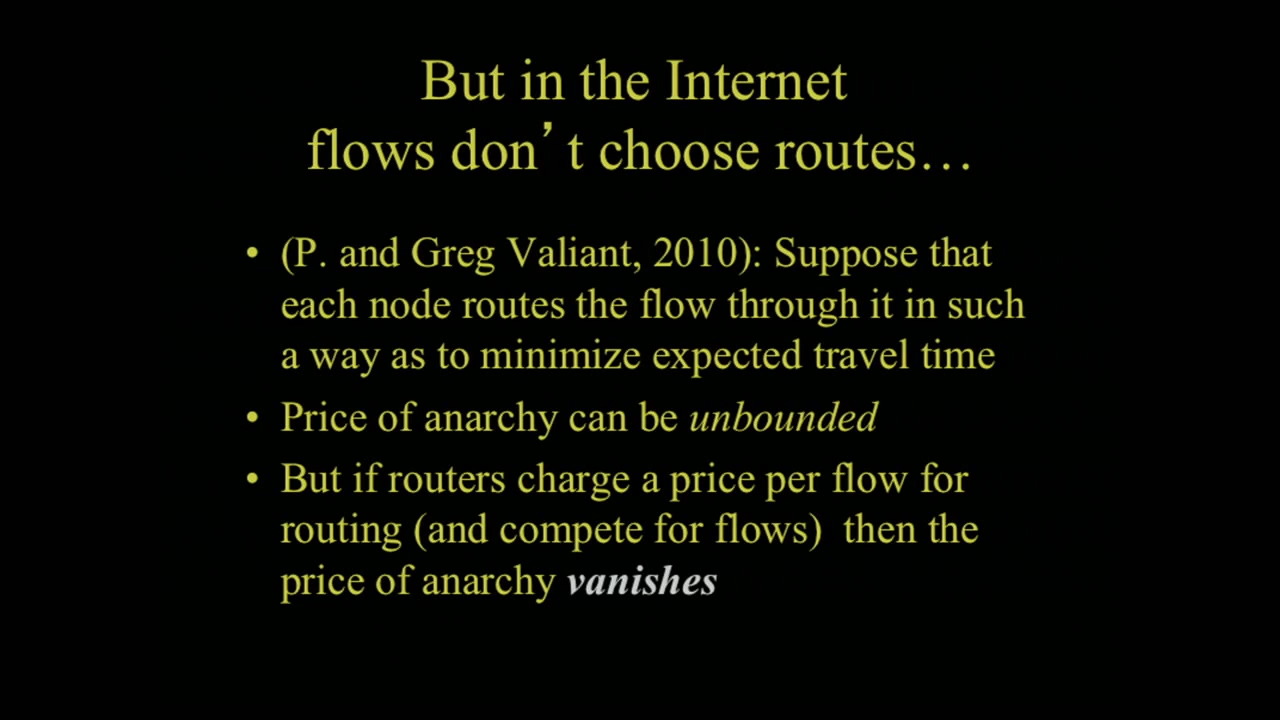 But in the Internet
flows don’t choose routes…
• (P. and Greg Valiant, 2010): Suppose that
each node routes the flow through it in such
a way as to minimize expected travel time
• Price of anarchy can be unbounded
• But if routers charge a price per flow for
routing (and compete for flows) then the
price of anarchy vanishes